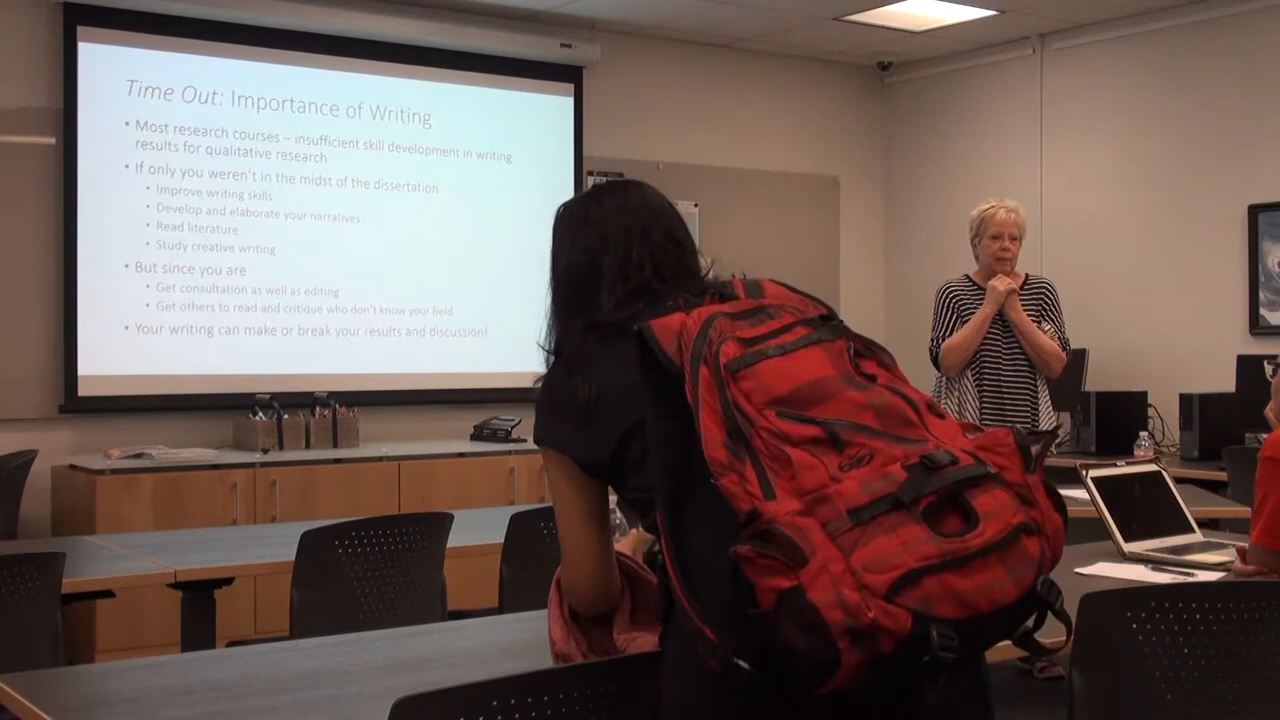 Time Out: Importance of Writing
• Most research courses – insufficient skill development in writing
results for qualitative research
• If only you weren't in the midst of the dissertation
• Improve writing skills
• Develop and elaborate your narratives
• Read literature
• Study creative writing
• But since you are
• Get consultation as well as editing
• Get others to read and critique who don't know your field
• Your writing can make or break your results and discussion!